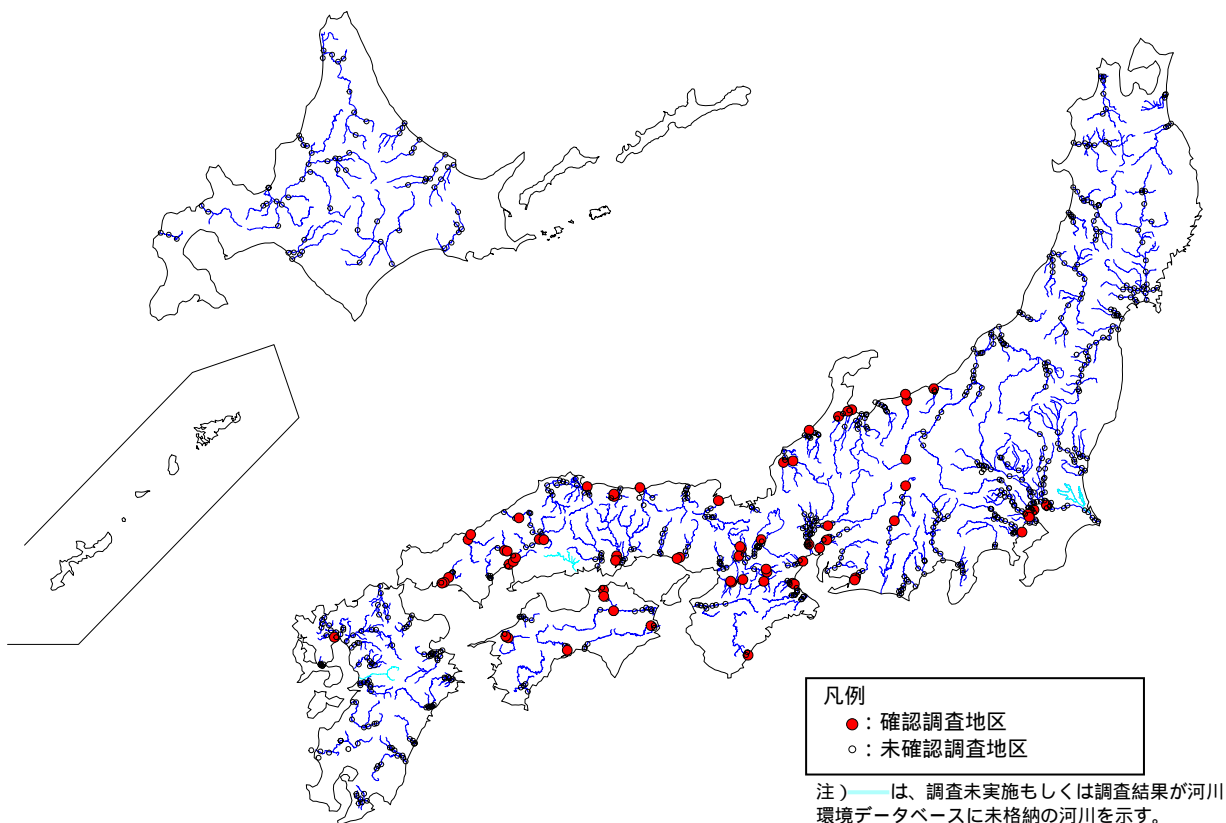 凡例
●：確認調査地区
○：未確認調査地区
注）　　は、調査未実施もしくは調査結果が河川
環境データベースに未格納の河川を示す。